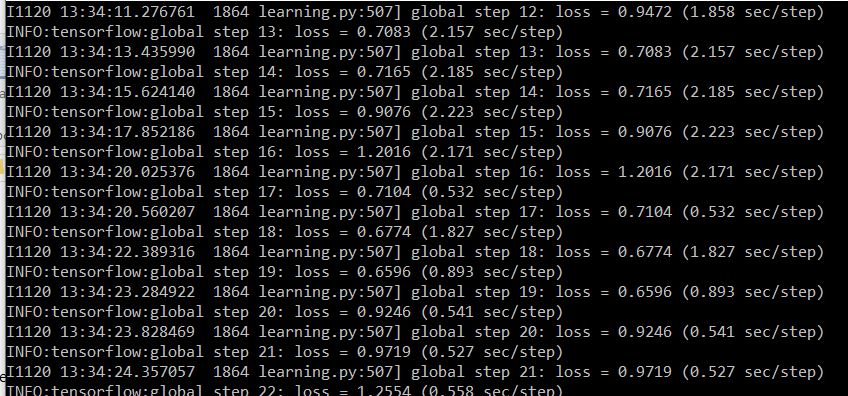 I1120 13:34:11.276761  1864 learning.py:507] global step 12: loss = 0.9472 (1.858 sec/step)
INFO:tensorflow:global step 13: loss = 0.7083 (2.157 sec/step)
I1120 13:34:13.435990  1864 learning.py:507] global step 13: loss = 0.7083 (2.157 sec/step)
INFO:tensorflow:global step 14: loss = 0.7165 (2.185 sec/step)
I1120 13:34:15.624140  1864 learning.py:507] global step 14: loss = 0.7165 (2.185 sec/step)
INFO:tensorflow:global step 15: loss = 0.9076 (2.223 sec/step)
I1120 13:34:17.852186  1864 learning.py:507] global step 15: loss = 0.9076 (2.223 sec/step)
INFO:tensorflow:global step 16: loss = 1.2016 (2.171 sec/step)
I1120 13:34:20.025376  1864 learning.py:507] global step 16: loss = 1.2016 (2.171 sec/step)
INFO:tensorflow:global step 17: loss = 0.7104 (0.532 sec/step)
I1120 13:34:20.560207  1864 learning.py:507] global step 17: loss = 0.7104 (0.532 sec/step)
INFO:tensorflow:global step 18: loss = 0.6774 (1.827 sec/step)
I1120 13:34:22.389316  1864 learning.py:507] global step 18: loss = 0.6774 (1.827 sec/step)
INFO:tensorflow:global step 19: loss = 0.6596 (0.893 sec/step)
I1120 13:34:23.284922  1864 learning.py:507] global step 19: loss = 0.6596 (0.893 sec/step)
INFO:tensorflow:global step 20: loss = 0.9246 (0.541 sec/step)
I1120 13:34:23.828469  1864 learning.py:507] global step 20: loss = 0.9246 (0.541 sec/step)
INFO:tensorflow:global step 21: loss = 0.9719 (0.527 sec/step)
I1120 13:34:24.357057  1864 learning.py:507] global step 21: loss = 0.9719 (0.527 sec/step)
INFO:tensorflow:global step 22: loss = 1.2554 (0.558 sec/step)